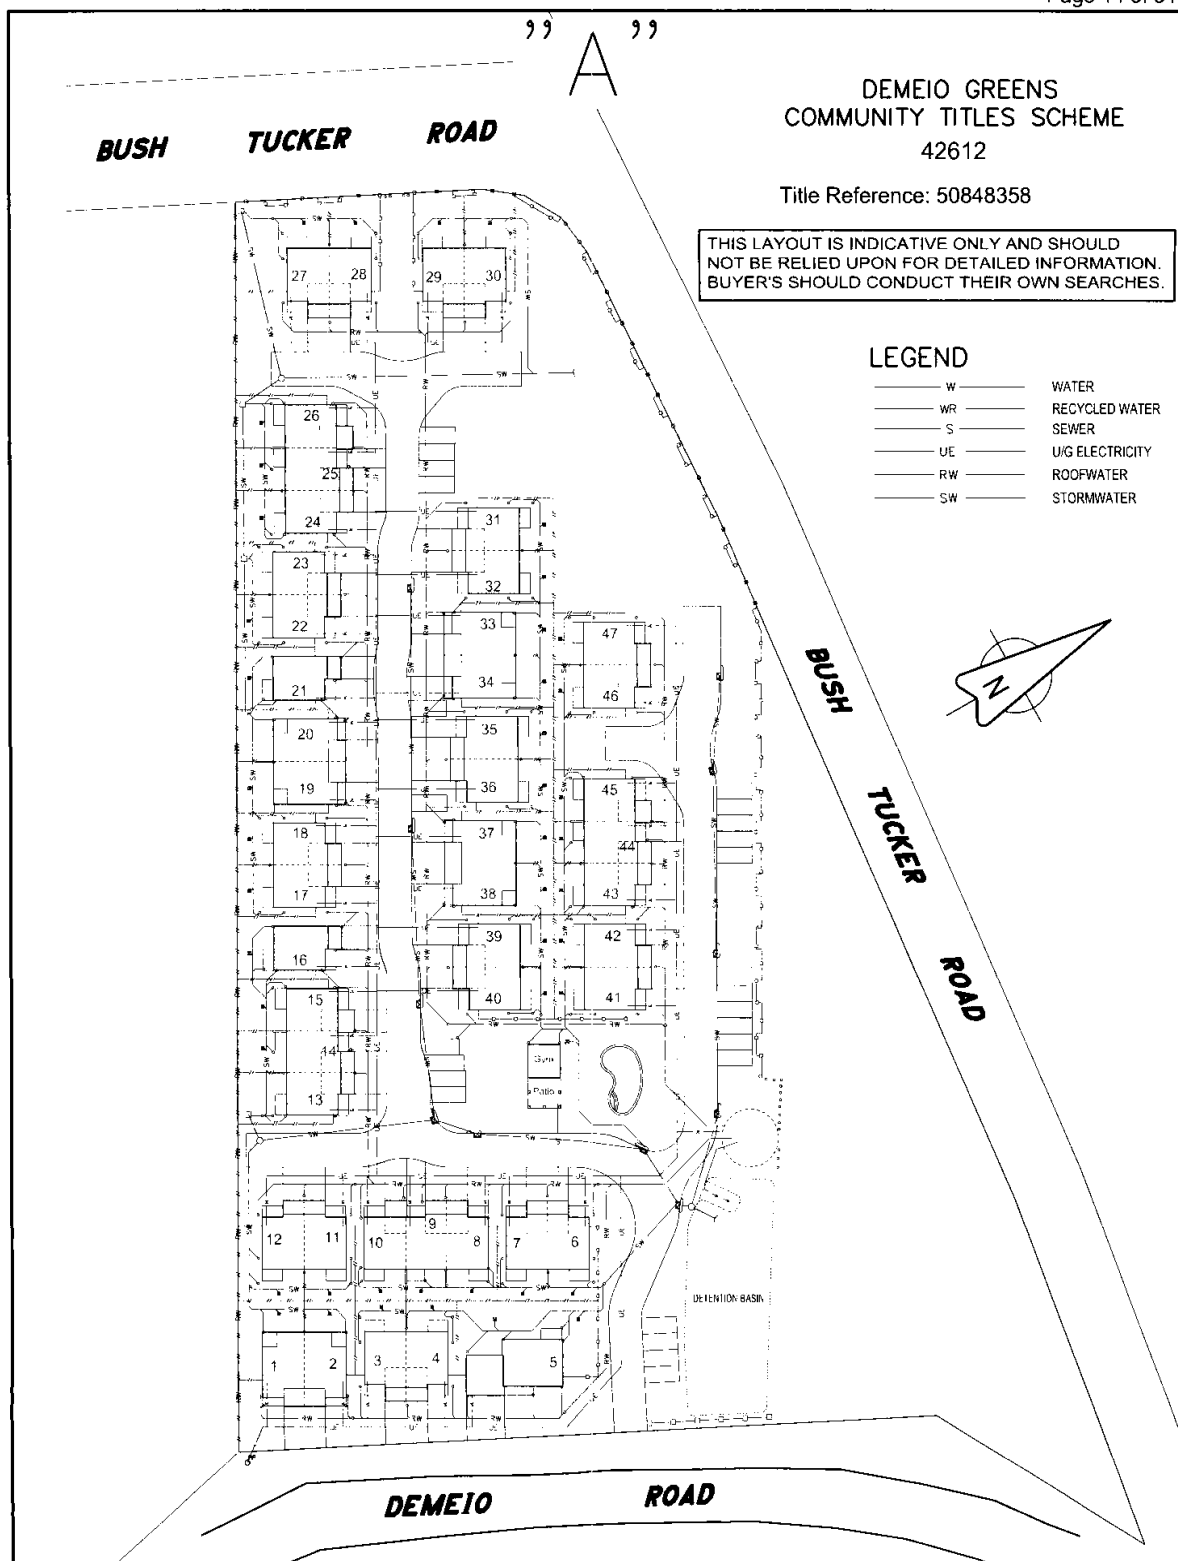 " A "
DEMEIO GREENS
COMMUNITY TITLES SCHEME
42612
Title Reference: 50848358
THIS LAYOUT IS INDICATIVE ONLY AND SHOULD
NOT BE RELIED UPON FOR DETAILED INFORMATION.
BUYER'S SHOULD CONDUCT THEIR OWN SEARCHES.
LEGEND
W WATER
WR RECYCLED WATER
S SEWER
UE U/G ELECTRICITY
RW ROOFWATER
SW STORMWATER
BUSH TUCKER ROAD
27 28 29 30
26
25
24
23
22
21
20
19
18
17
16
15
14
13
31
32
33
34
35
36
37
38
39
40
47
46
45
44
43
42
41
N
BUSH
TUCKER
ROAD
Gym
Patio
12 11 10 9 8 7 6
DETENTION BASIN
1 2 3 4 5
DEMEIO ROAD